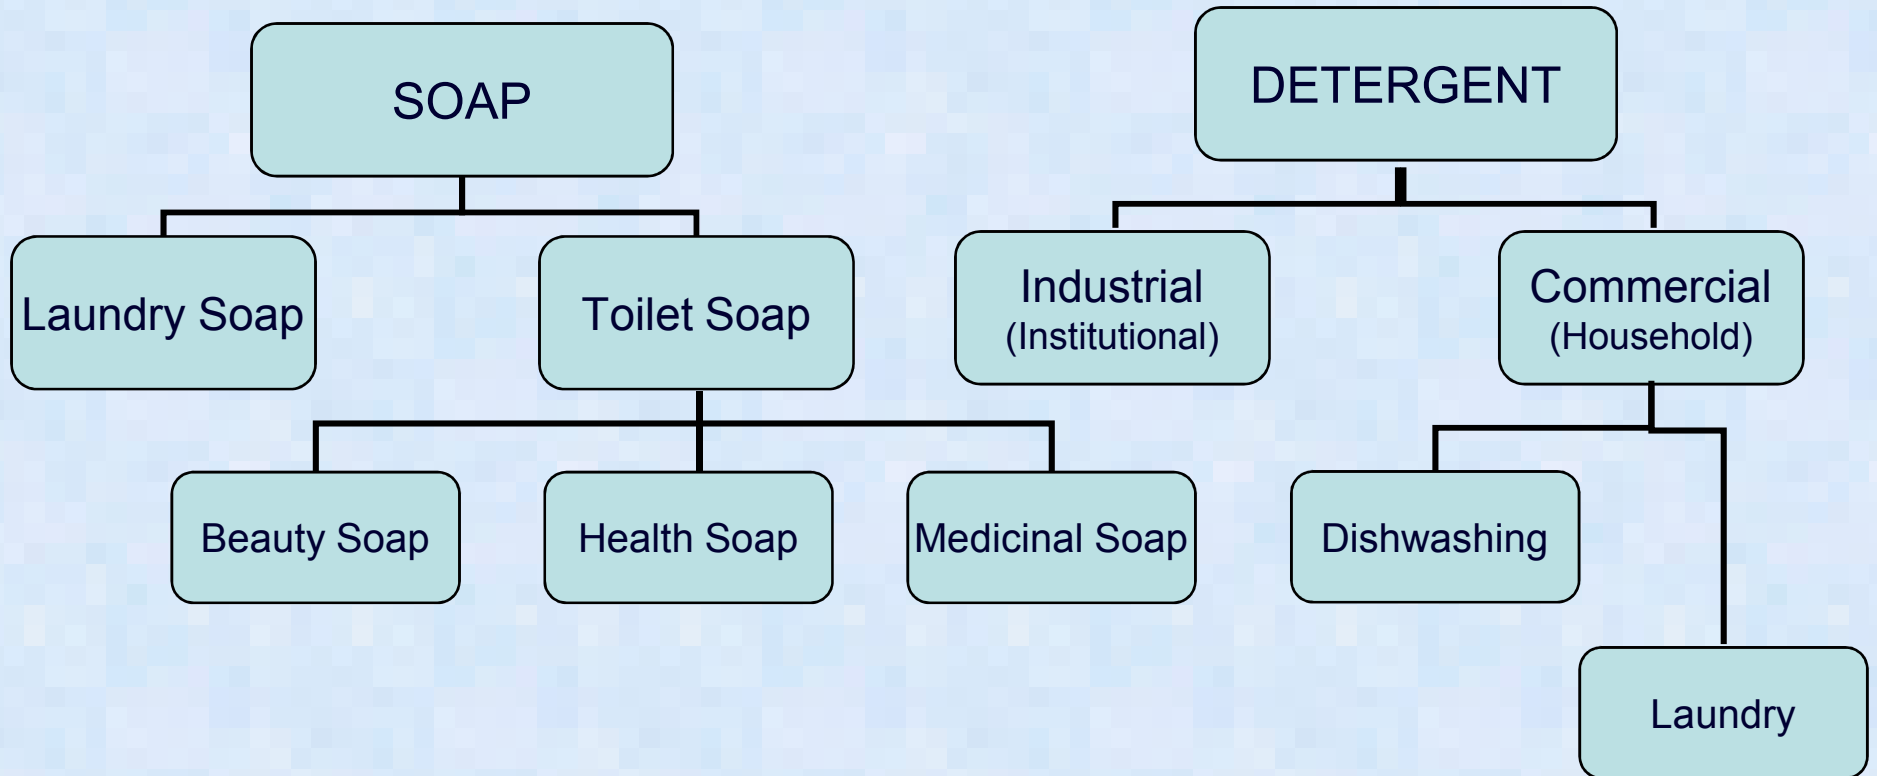 SOAP
DETERGENT
Laundry Soap
Toilet Soap
Industrial
(Institutional)
Commercial
(Household)
Beauty Soap
Health Soap
Medicinal Soap
Dishwashing
Laundry